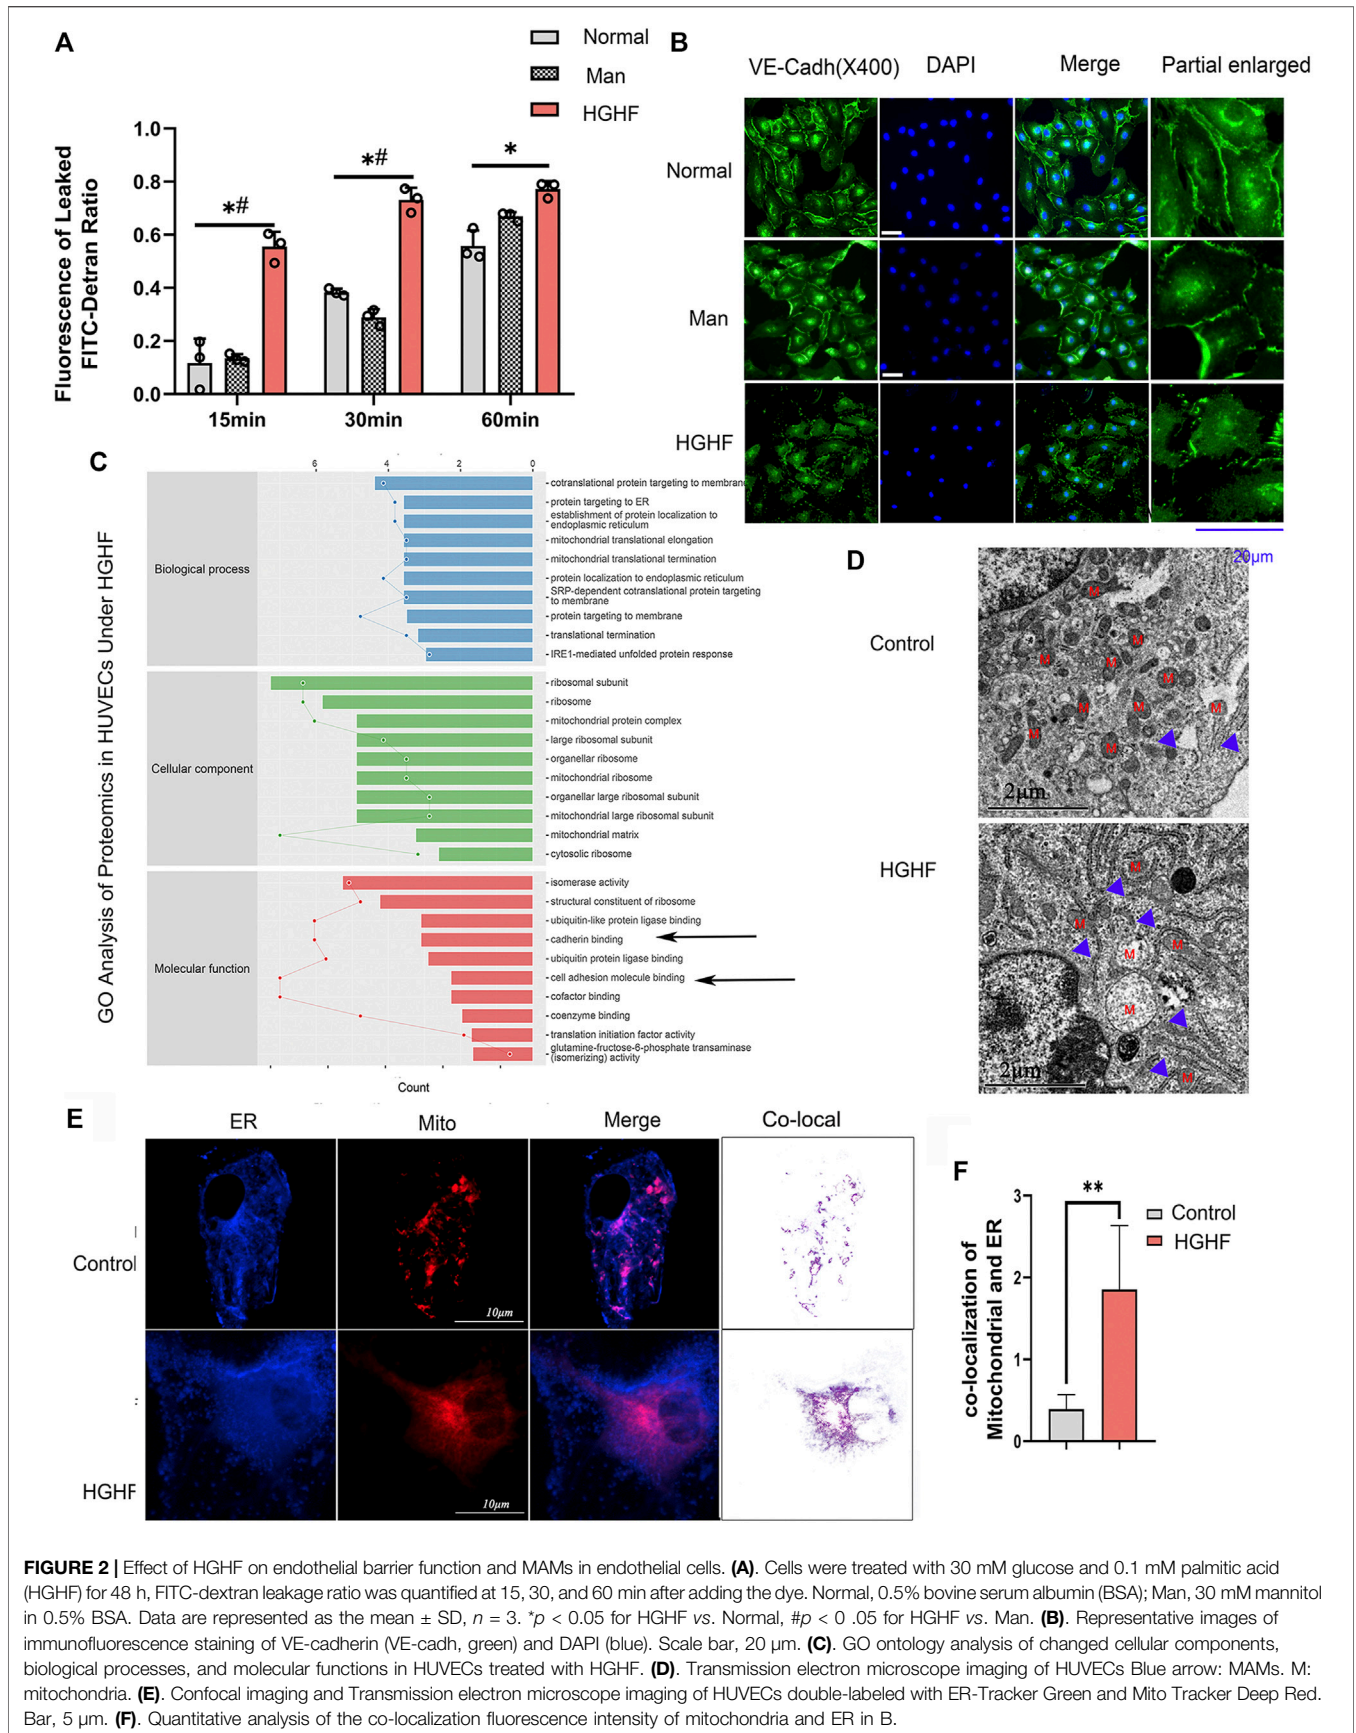 A
Normal
Man
HGHF
Fluorescence of Leaked
FITC-Detran Ratio
1.0
0.8
0.6
0.4
0.2
0.0
*#
*#
*
15min
30min
60min
B
VE-Cadh(X400)
DAPI
Merge
Partial enlarged
Normal
Man
HGHF
20μm
C
GO Analysis of Proteomics in HUVECs Under HGHF
6
4
2
0
Biological process
cotranslational protein targeting to membrane
protein targeting to ER
establishment of protein localization to
endoplasmic reticulum
mitochondrial translational elongation
mitochondrial translational termination
protein localization to endoplasmic reticulum
SRP-dependent cotranslational protein targeting
to membrane
protein targeting to membrane
translational termination
IRE1-mediated unfolded protein response
Cellular component
ribosomal subunit
ribosome
mitochondrial protein complex
large ribosomal subunit
organellar ribosome
mitochondrial ribosome
organellar large ribosomal subunit
mitochondrial large ribosomal subunit
mitochondrial matrix
cytosolic ribosome
Molecular function
isomerase activity
structural constituent of ribosome
ubiquitin-like protein ligase binding
cadherin binding
ubiquitin protein ligase binding
cell adhesion molecule binding
cofactor binding
coenzyme binding
translation initiation factor activity
glutamine-fructose-6-phosphate transaminase
(isomerizing) activity
Count
D
Control
M
M
M
M
M
M
M
M
M
M
2μm
HGHF
M
M
M
M
M
M
2μm
E
ER
Mito
Merge
Co-local
Control
10μm
HGHF
10μm
F
co-localization of
Mitochondrial and ER
3
2
1
0
**
Control
HGHF
FIGURE 2 | Effect of HGHF on endothelial barrier function and MAMs in endothelial cells. (A). Cells were treated with 30 mM glucose and 0.1 mM palmitic acid
(HGHF) for 48 h, FITC-dextran leakage ratio was quantified at 15, 30, and 60 min after adding the dye. Normal, 0.5% bovine serum albumin (BSA); Man, 30 mM mannitol
in 0.5% BSA. Data are represented as the mean ± SD, n = 3. *p < 0.05 for HGHF vs. Normal, #p < 0 .05 for HGHF vs. Man. (B). Representative images of
immunofluorescence staining of VE-cadherin (VE-cadh, green) and DAPI (blue). Scale bar, 20 μm. (C). GO ontology analysis of changed cellular components,
biological processes, and molecular functions in HUVECs treated with HGHF. (D). Transmission electron microscope imaging of HUVECs Blue arrow: MAMs. M:
mitochondria. (E). Confocal imaging and Transmission electron microscope imaging of HUVECs double-labeled with ER-Tracker Green and Mito Tracker Deep Red.
Bar, 5 μm. (F). Quantitative analysis of the co-localization fluorescence intensity of mitochondria and ER in B.